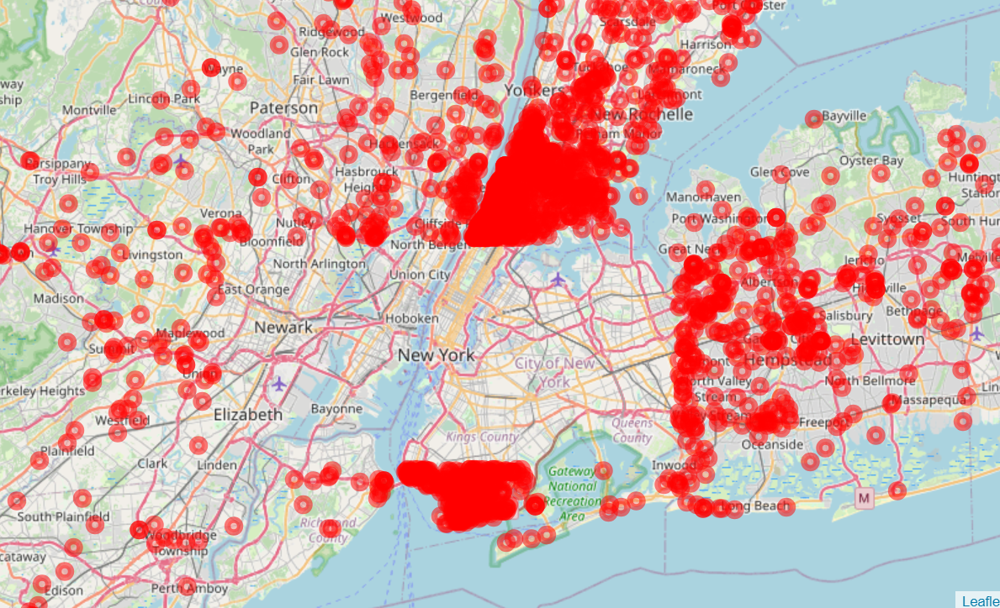 Port Chester
Westwood
Scarsdale
Ridgewood
Glen Rock
Harrison
Wayne
Fair Lawn
Yonkers
Mamaroneck
Lincoln Park
Bergenfield
Larchmont
Montville
Paterson
New Rochelle
Bayville
Woodland
Park
Pelham Manor
Hackensack
Parsippany
Troy Hills
Oyster Bay
Clifton
Hasbrouck
Heights
Glen Cove
Huntington
Station
Manorhaven
Verona
Nutley
Port Washington
Syosset
South Hun
Hanover Township
Cliffside
Bloomfield
North Bergen
Great Neck
Livingston
North Arlington
Union City
Jericho
Melville
Albertson
Hicksville
East Orange
Madison
Hoboken
Salisbury
Bethpage
Newark
Maplewood
Levittown
Summit
New York
City of New
York
Hempstead
Union
rkeley Heights
North Valley
Stream
North Bellmore
Massapequa
Elizabeth
Bayonne
Westfield
Freeport
Queens
County
Kings County
Oceanside
Plainfield
Clark
Linden
Gateway
National
Recreation
Area
Inwood
M
Long Beach
South Plainfield
Richmond
County
Woodbridge
Township
cataway
Edison
Perth Amboy
Leafle